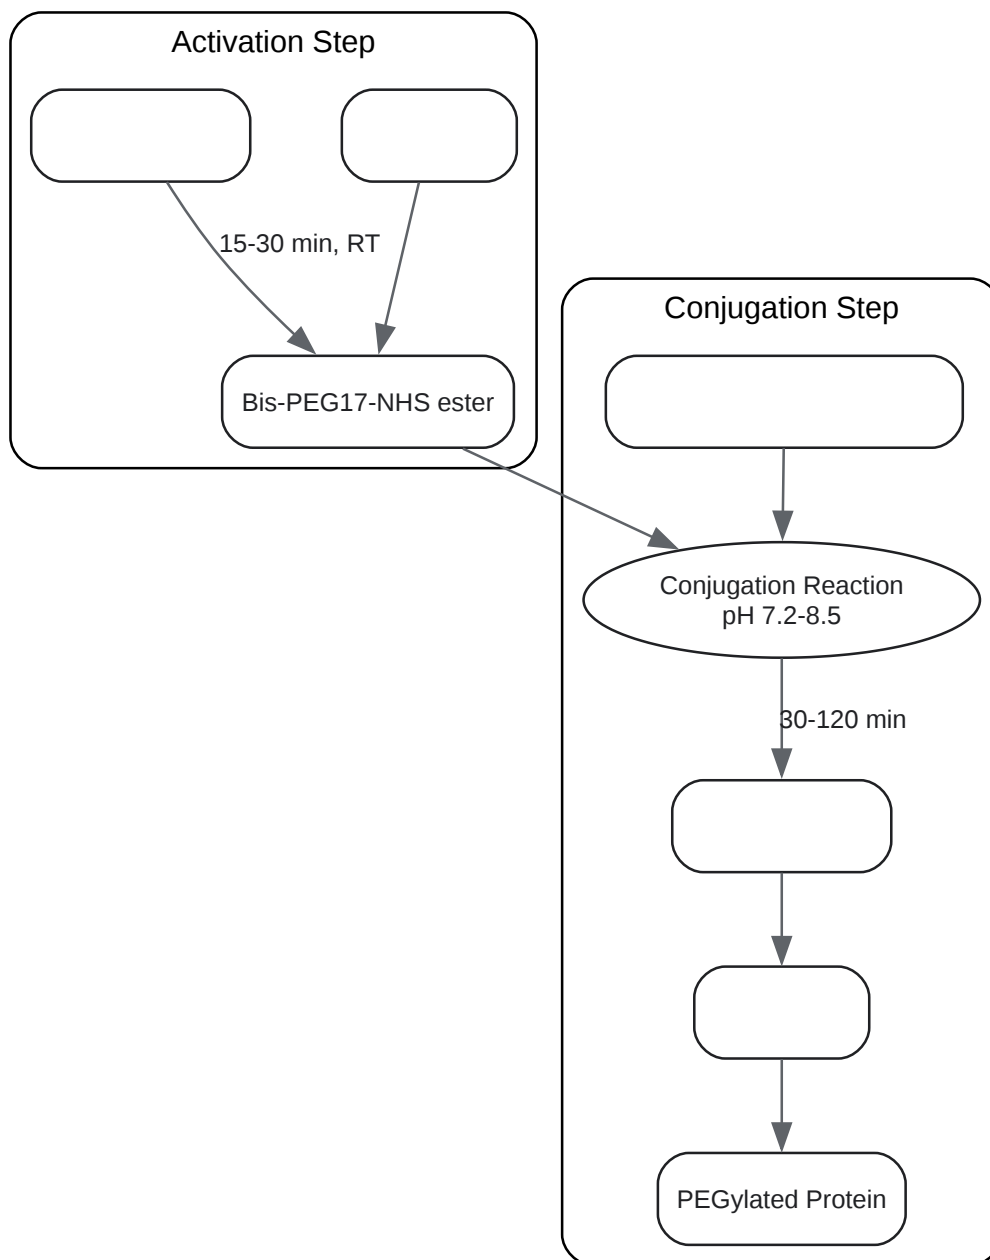 Activation Step
15-30 min, RT
Bis-PEG17-NHS ester
Conjugation Step
Conjugation Reaction
pH 7.2-8.5
30-120 min
PEGylated Protein